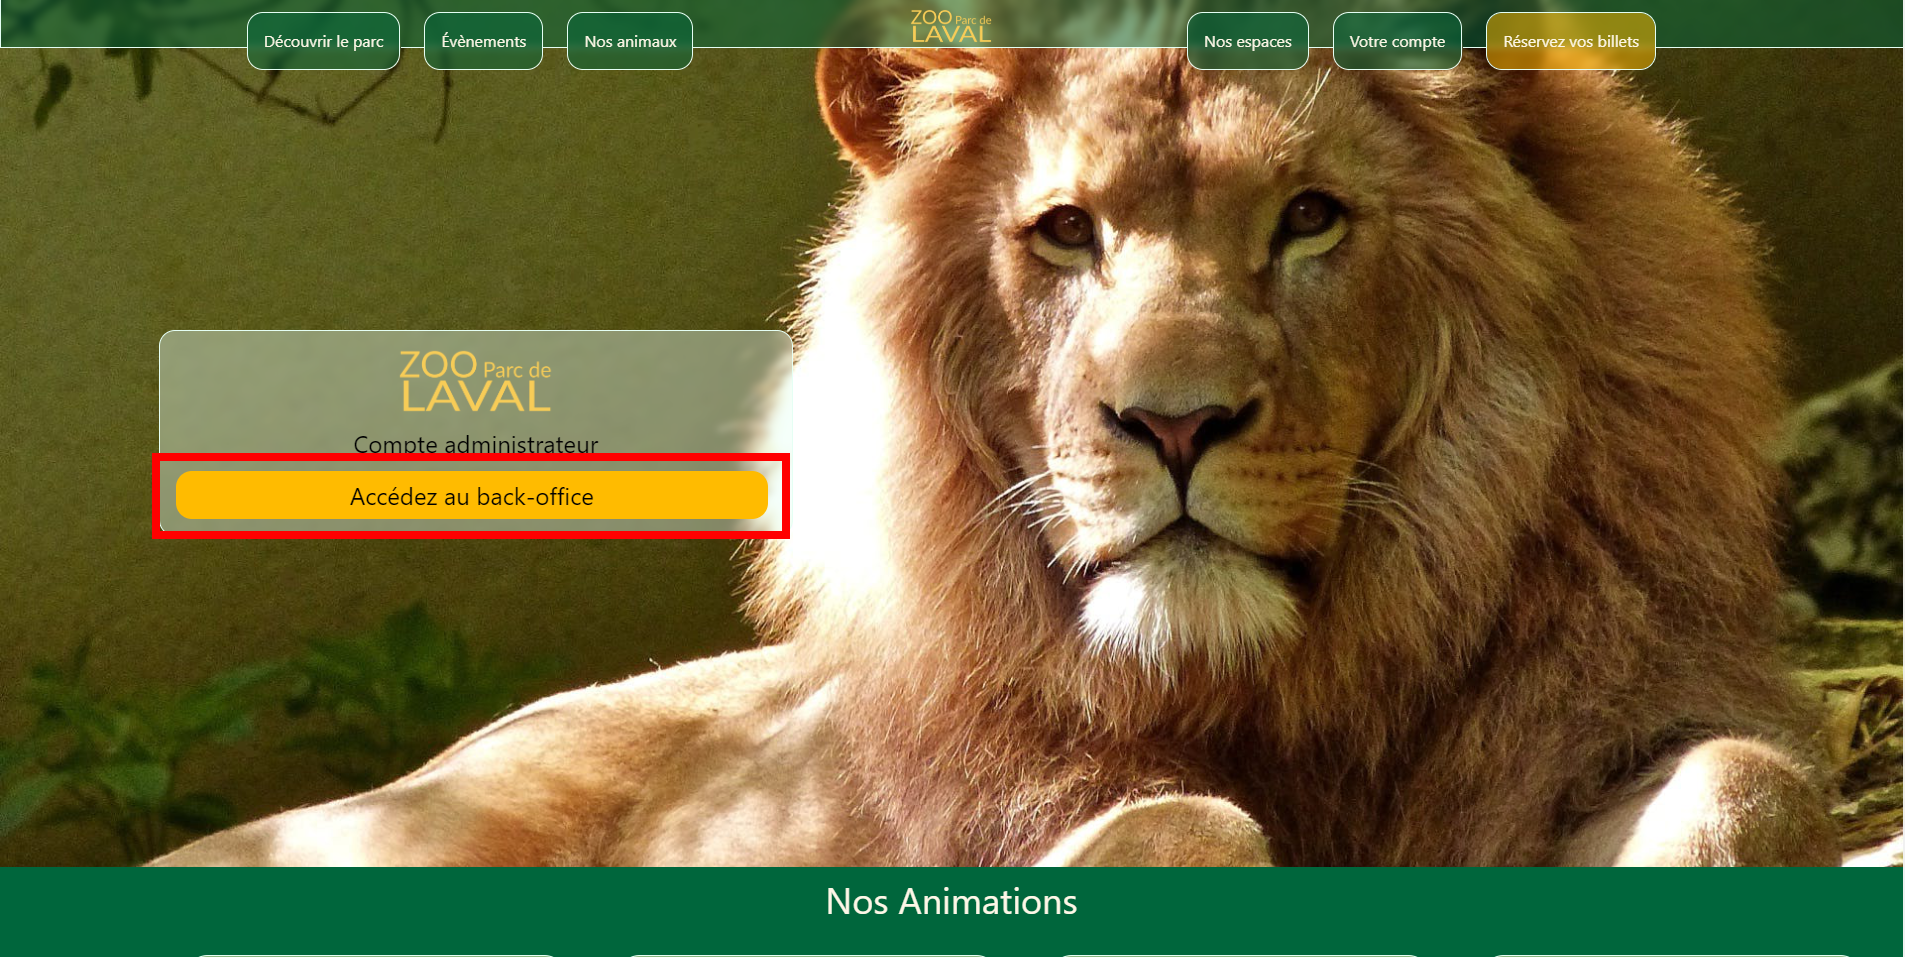 Découvrir le parc
Évènements
Nos animaux
ZOO Parc de
LAVAL
Nos espaces
Votre compte
Réservez vos billets
ZOO Parc de
LAVAL
Compte administrateur
Accédez au back-office
Nos Animations